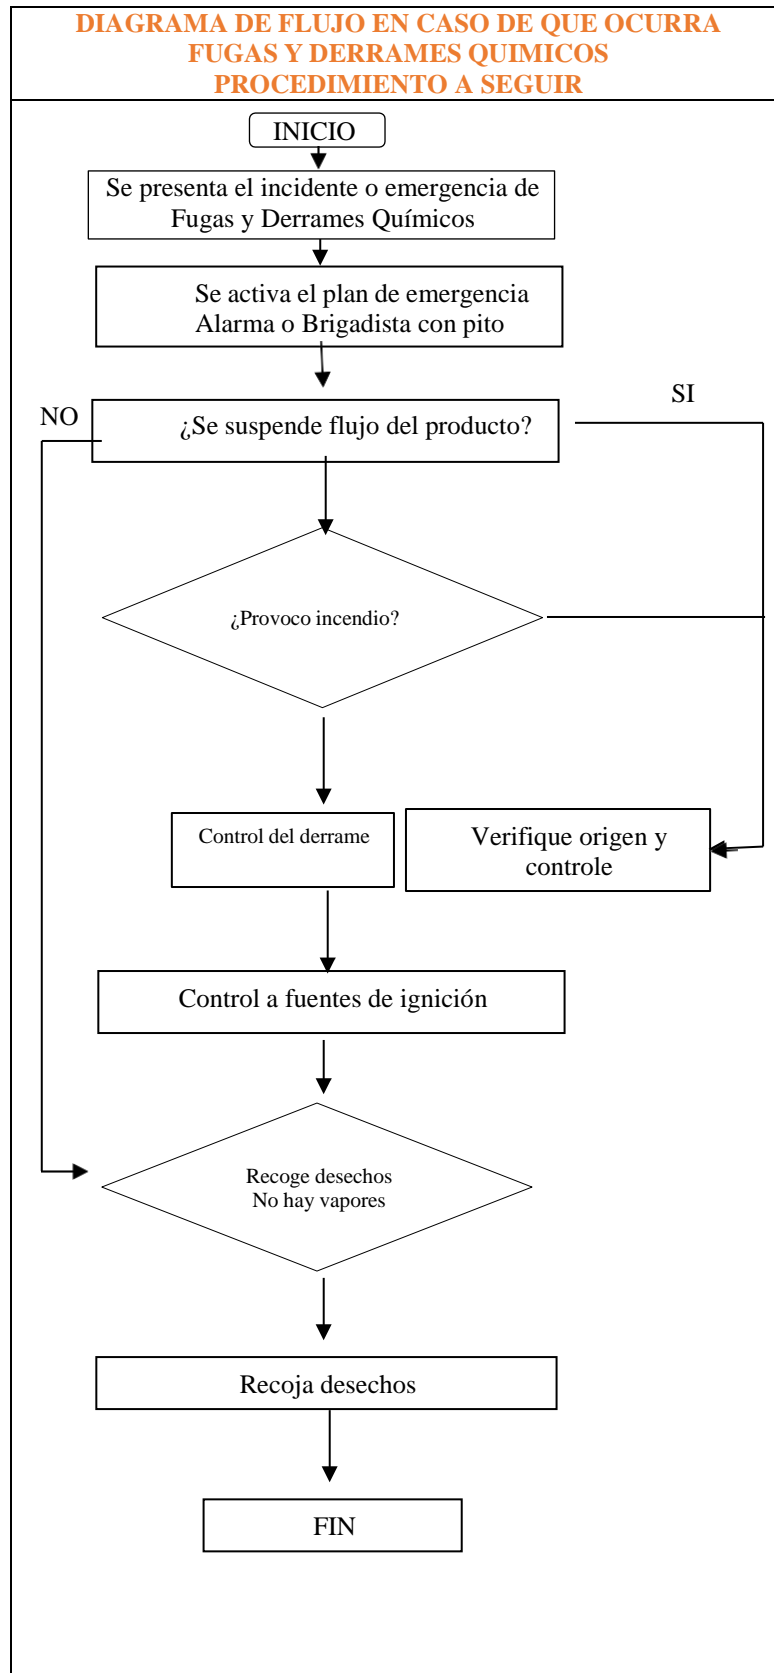 DIAGRAMA DE FLUJO EN CASO DE QUE OCURRA
FUGAS Y DERRAMES QUIMICOS
PROCEDIMIENTO A SEGUIR
INICIO
Se presenta el incidente o emergencia de
Fugas y Derrames Químicos
Se activa el plan de emergencia
Alarma o Brigadista con pito
NO
SI
¿Se suspende flujo del producto?
¿Provoco incendio?
Control del derrame
Verifique origen y
controle
Control a fuentes de ignición
Recoge desechos
No hay vapores
Recoja desechos
FIN